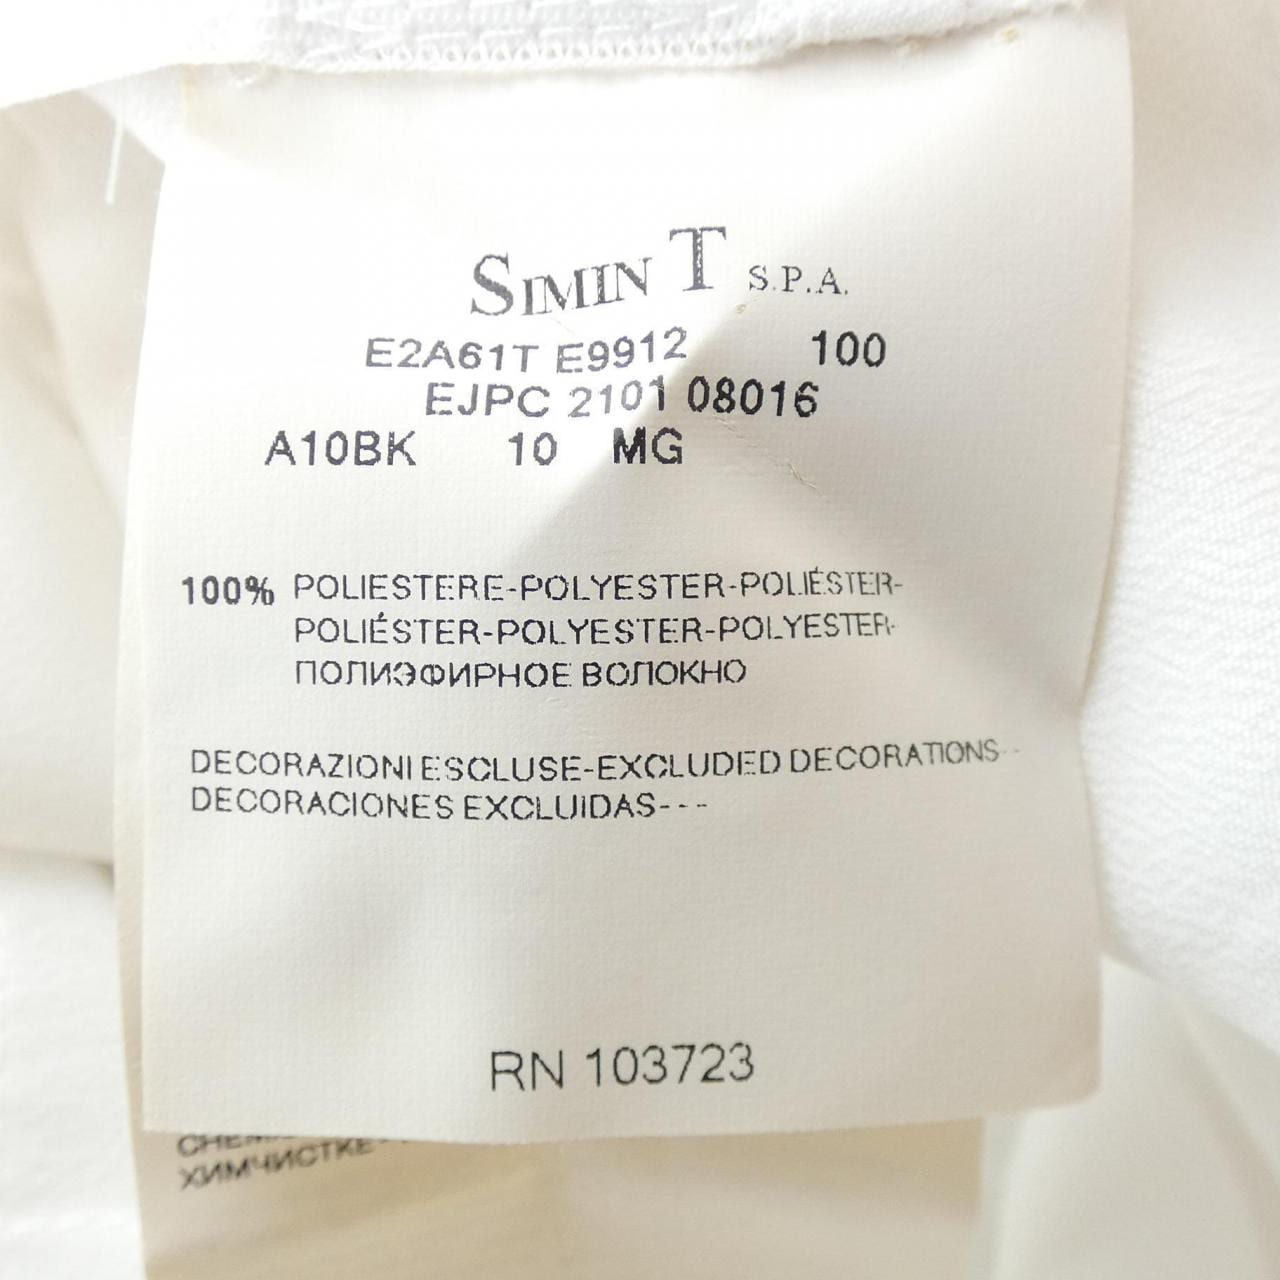 SIMIN T S.P.A.
E2A61T E9912 100
EJPC 2101 08016
A10BK 10 MG
100% POLIESTERE-POLYESTER-POLIÉSTER-
POLIÉSTER-POLYESTER-POLYESTER-
ПОЛИЭФИРНОЕ ВОЛОКНО
DECORAZIONI ESCLUSE-EXCLUDED DECORATIONS--
DECORACIONES EXCLUIDAS---
RN 103723
ХИМЧИСТКЕ